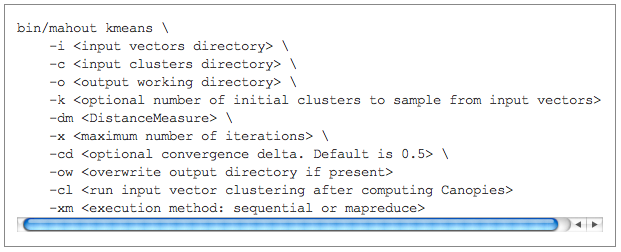 bin/mahout kmeans \
-i <input vectors directory> \
-c <input clusters directory> \
-o <output working directory> \
-k <optional number of initial clusters to sample from input vectors>
-dm <DistanceMeasure> \
-x <maximum number of iterations> \
-cd <optional convergence delta. Default is 0.5> \
-ow <overwrite output directory if present>
-cl <run input vector clustering after computing Canopies>
-xm <execution method: sequential or mapreduce>